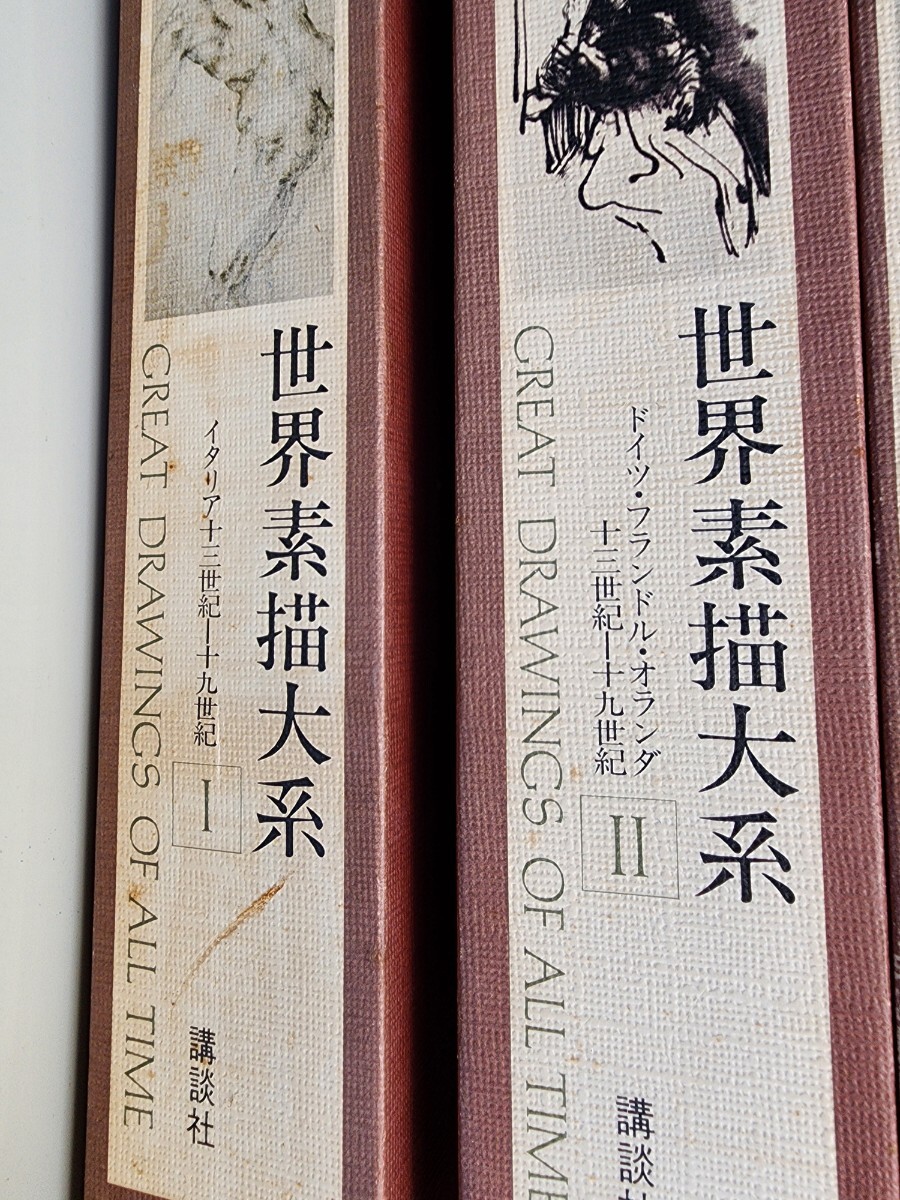 世界素描大系
イタリア十三世紀―十九世紀
I
GREAT DRAWINGS OF ALL TIME
講談社
世界素描大系
ドイツ・フランドル・オランダ
十三世紀―十九世紀
II
GREAT DRAWINGS OF ALL TIME
講談社